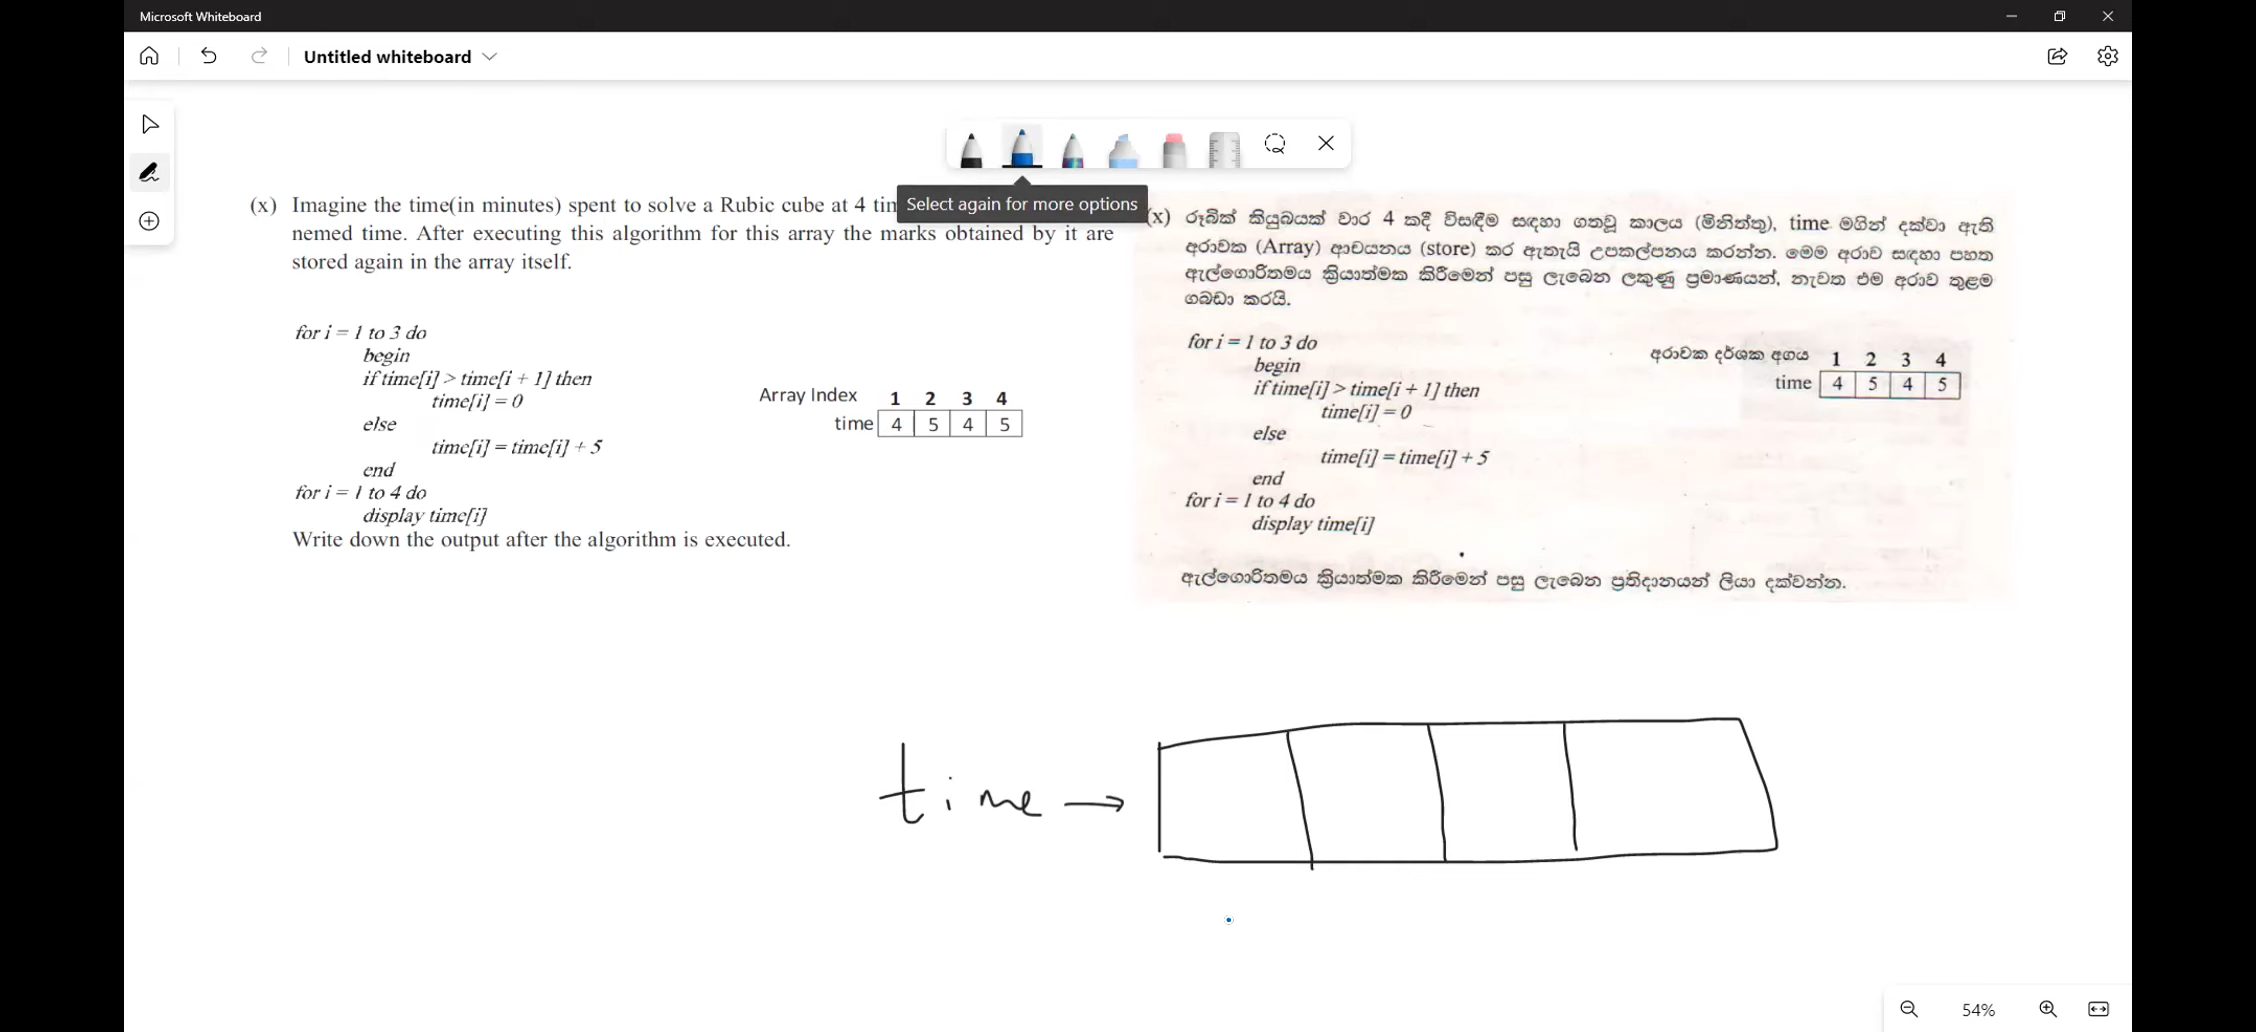 Microsoft Whiteboard
Untitled whiteboard
Select again for more options
(x) Imagine the time(in minutes) spent to solve a Rubic cube at 4
nemed time. After executing this algorithm for this array the marks obtained by it are
stored again in the array itself.
for i = 1 to 3 do
begin
if time[i] > time[i + 1] then
time[i] = 0
else
time[i] = time[i] + 5
end
for i = 1 to 4 do
display time[i]
Write down the output after the algorithm is executed.
Array Index 1 2 3 4
time 4 5 4 5
(x) රූබික් කියුබයක් වාර 4 කදී විසඳීම සඳහා ගතවූ කාලය (මිනිත්තු), time මගින් දක්වා ඇති
අරාවක (Array) ආචයනය (store) කර ඇතැයි උපකල්පනය කරන්න. මෙම අරාව සඳහා පහත
ඇල්ගොරිතමය ක්‍රියාත්මක කිරීමෙන් පසු ලැබෙන ලකුණු ප්‍රමාණයන්, නැවත එම අරාව තුළම
ගබඩා කරයි.
for i = 1 to 3 do
begin
if time[i] > time[i + 1] then
time[i] = 0
else
time[i] = time[i] + 5
end
for i = 1 to 4 do
display time[i]
අරාවක දර්ශක අගය 1 2 3 4
time 4 5 4 5
ඇල්ගොරිතමය ක්‍රියාත්මක කිරීමෙන් පසු ලැබෙන ප්‍රතිදානයන් ලියා දක්වන්න.
time →
54%